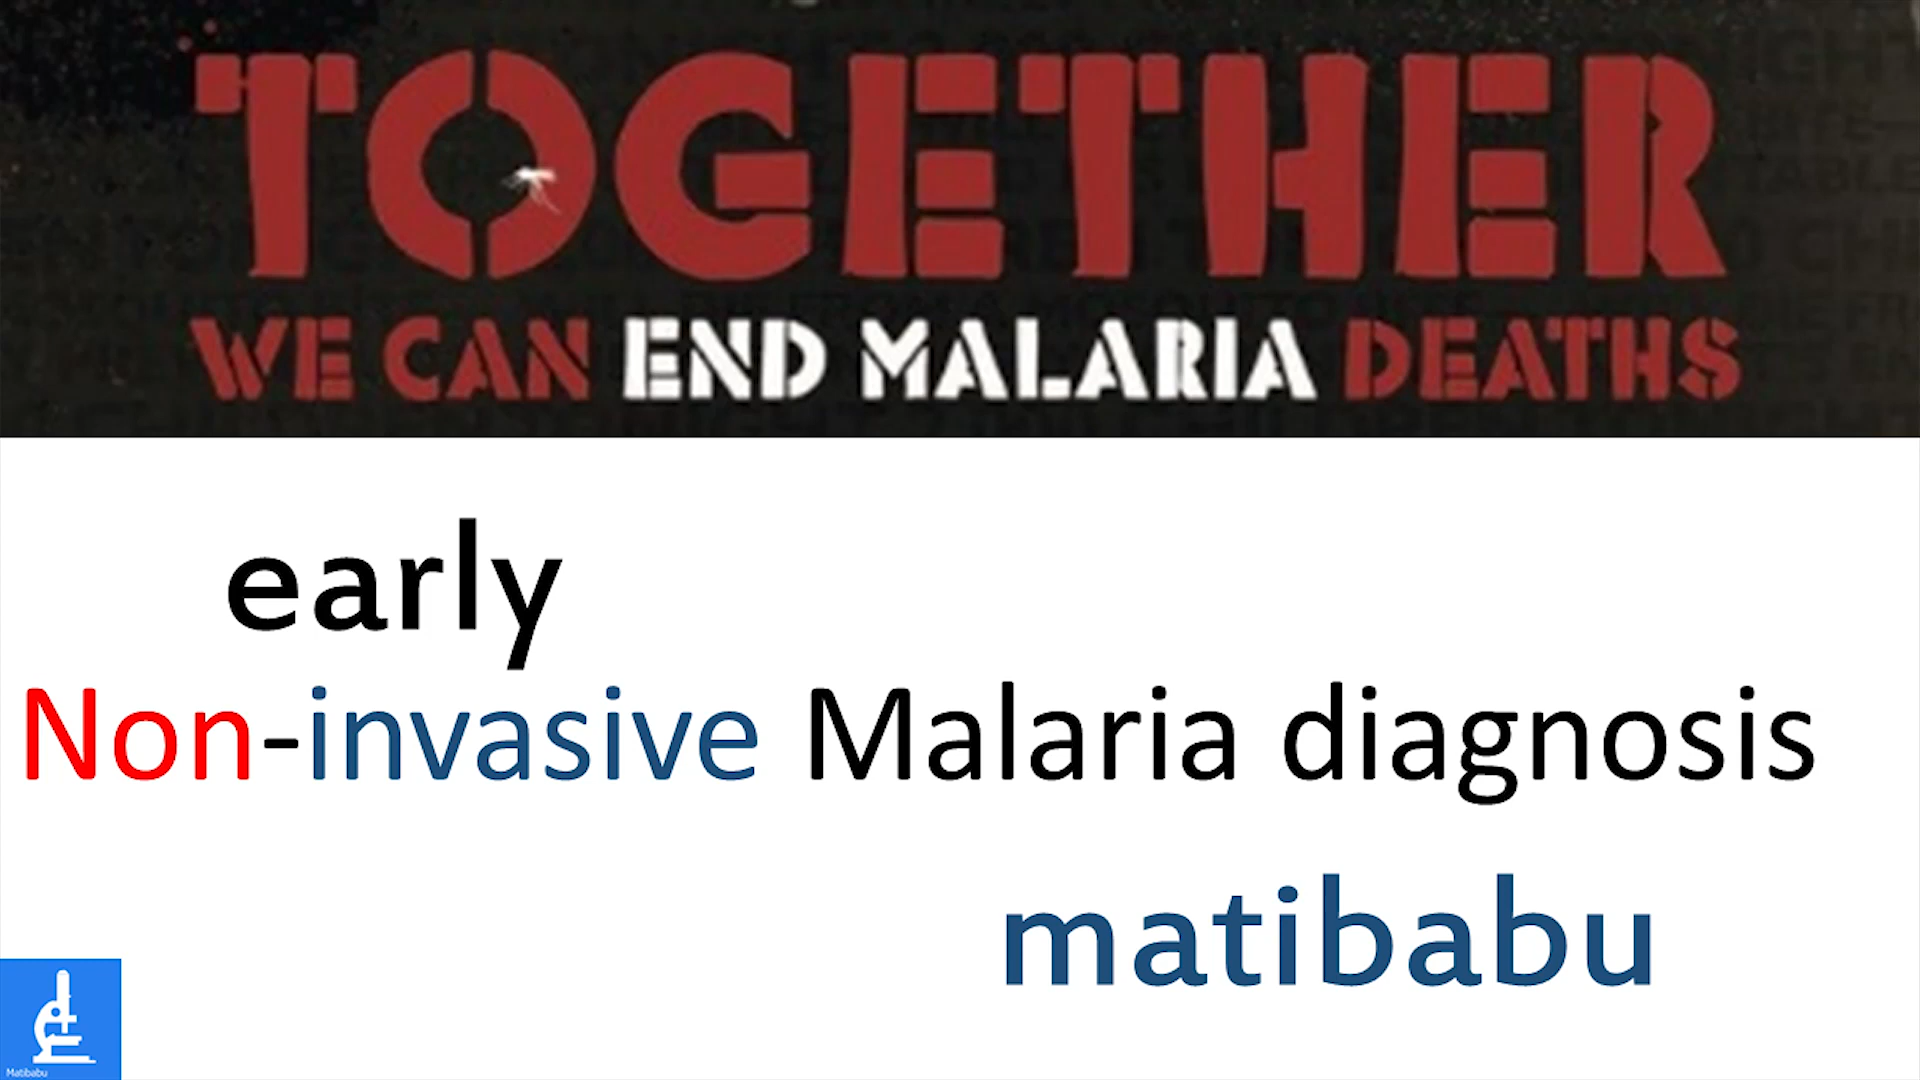 TOGETHER
WE CAN END MALARIA DEATHS
early
Non-invasive Malaria diagnosis
matibabu
Matibabu